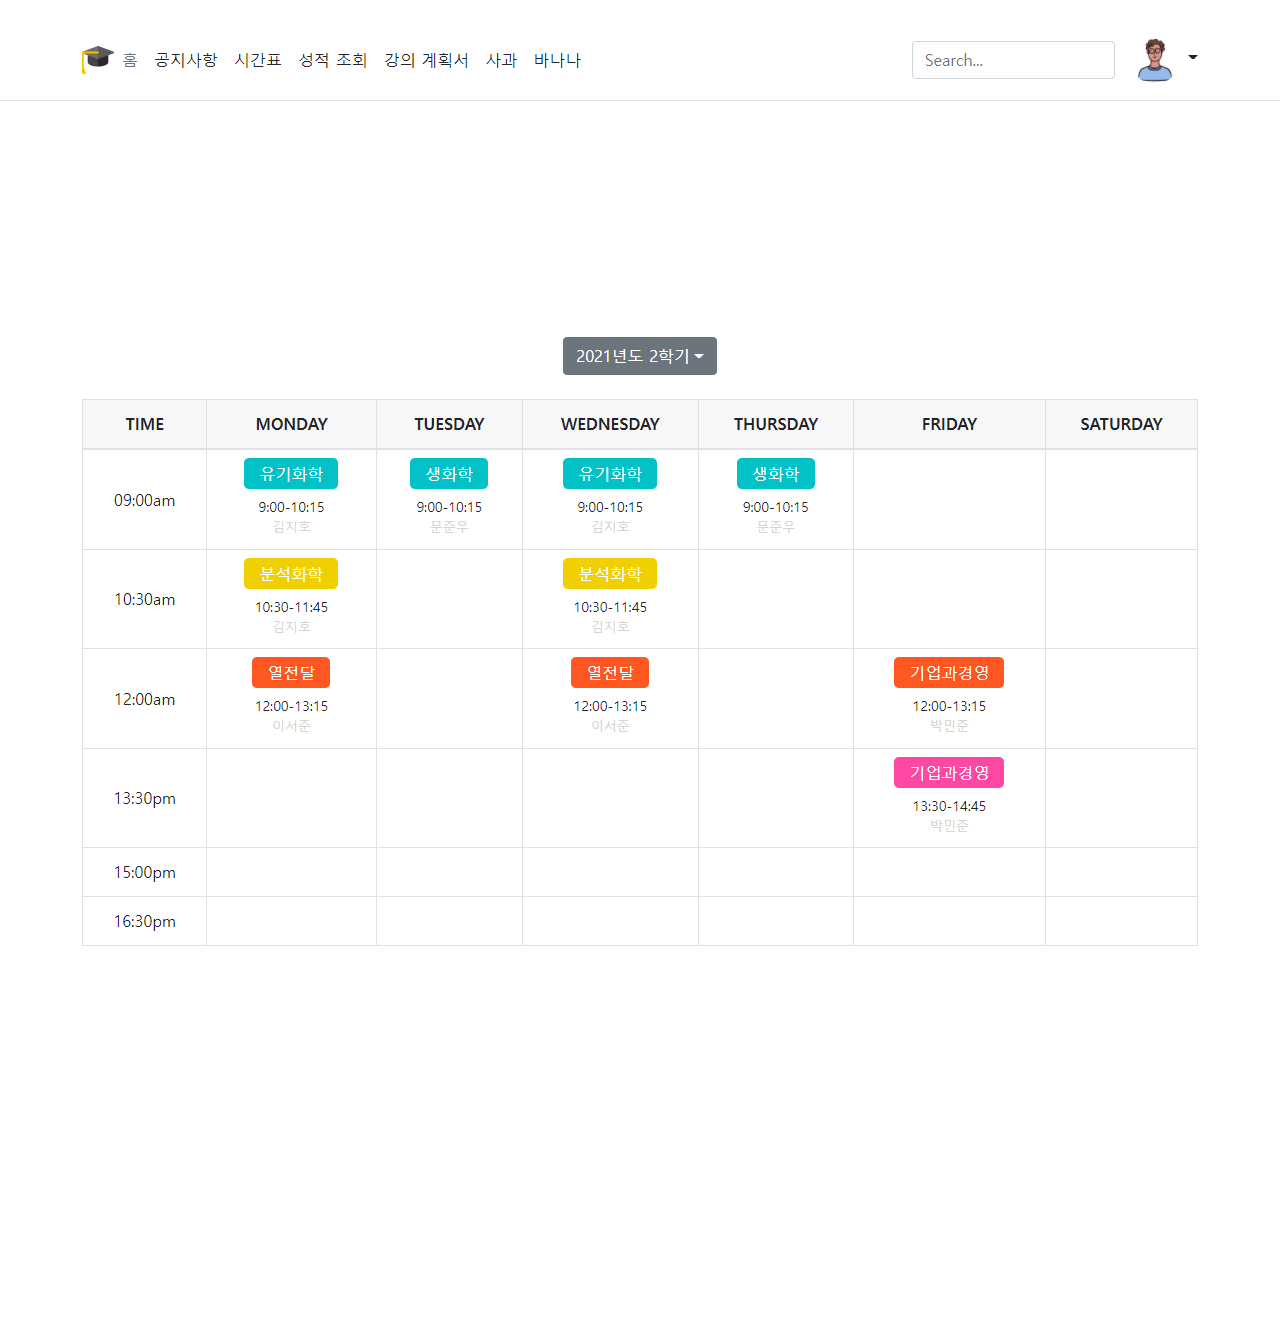 홈 공지사항 시간표 성적 조회 강의 계획서 사과 바나나 Search...
2021년도 2학기
TIME MONDAY TUESDAY WEDNESDAY THURSDAY FRIDAY SATURDAY
09:00am 유기화학 생화학 유기화학 생화학
9:00-10:15 9:00-10:15 9:00-10:15 9:00-10:15
김지호 문준우 김지호 문준우
10:30am 분석화학 분석화학
10:30-11:45 10:30-11:45
김지호 김지호
12:00am 열전달 열전달 기업과경영
12:00-13:15 12:00-13:15 12:00-13:15
이서준 이서준 박민준
13:30pm 기업과경영
13:30-14:45
박민준
15:00pm
16:30pm